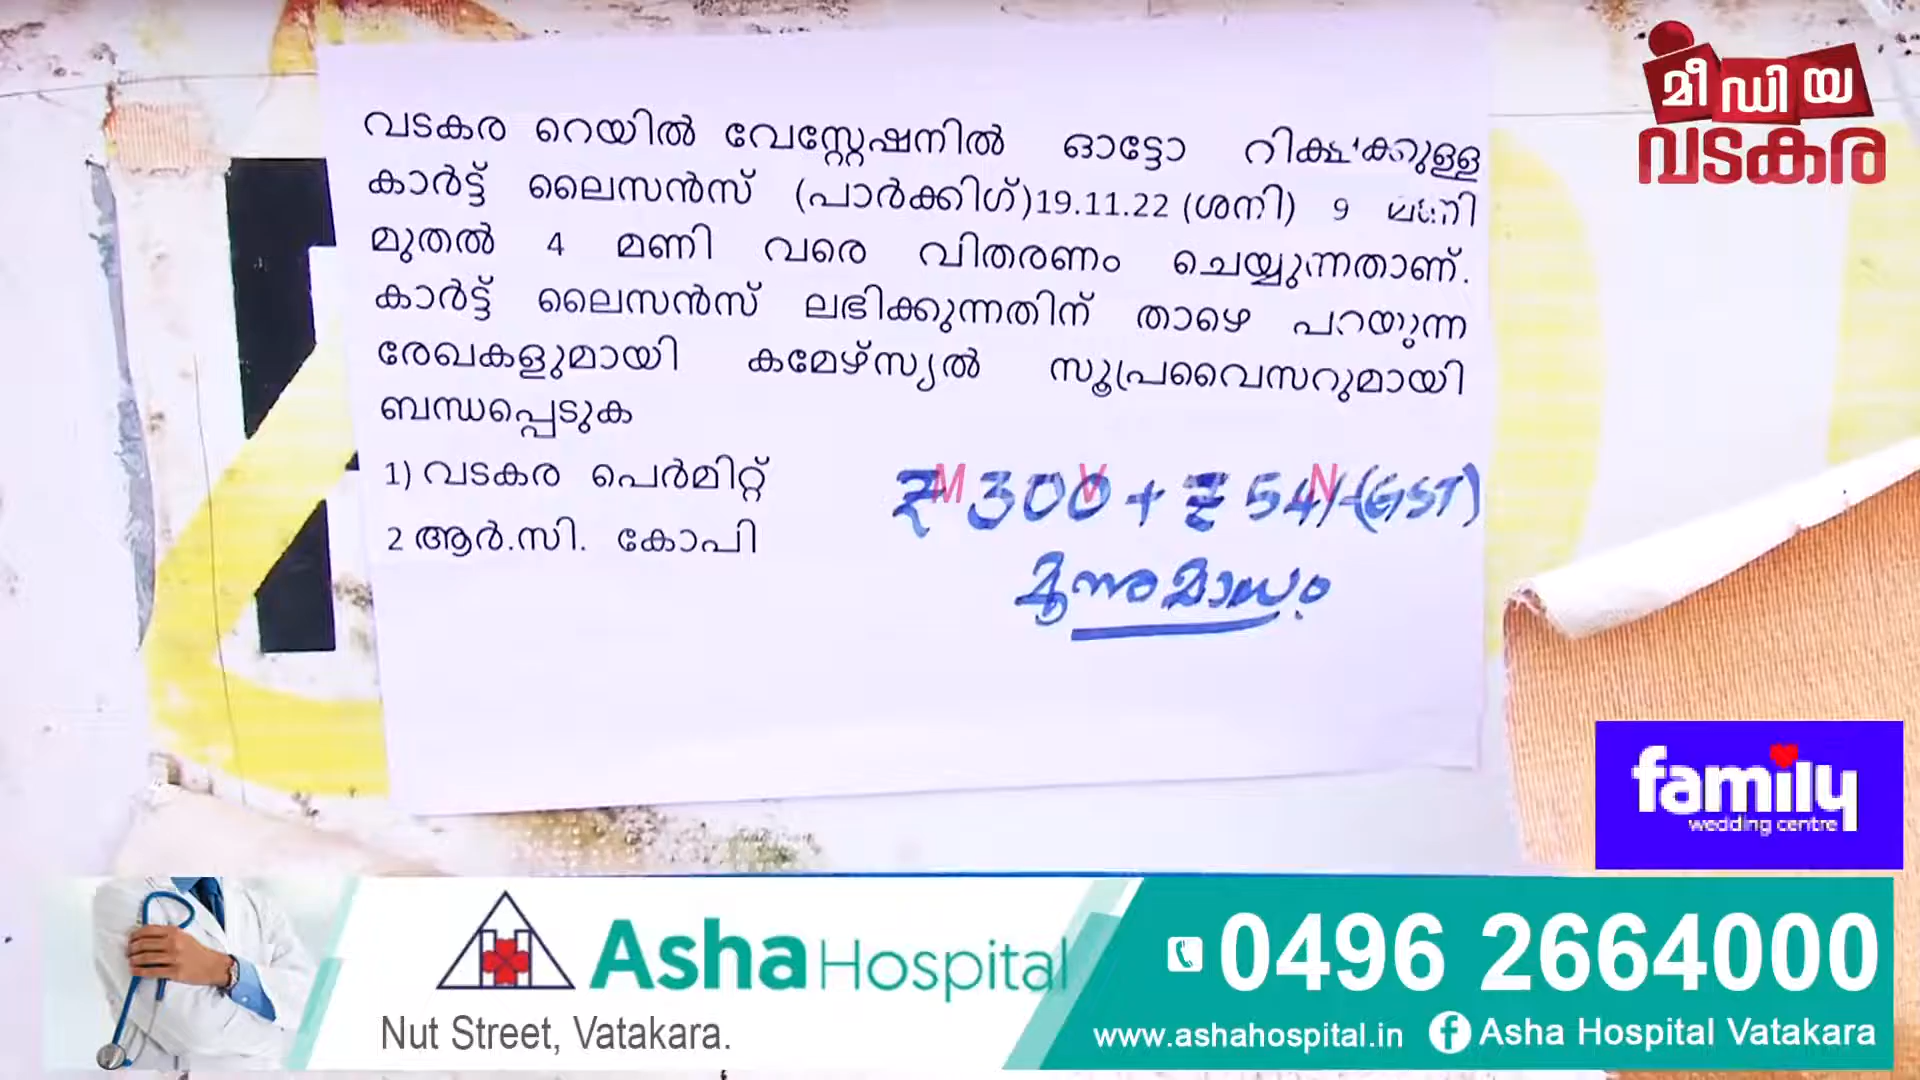 മീഡിയ
വടകര
വടകര റെയിൽ വേസ്റ്റേഷനിൽ ഓട്ടോ റിക്ഷക്കുള്ള
കാർട്ട് ലൈസൻസ് (പാർക്കിഗ്)19.11.22 (ശനി) 9 മണി
മുതൽ 4 മണി വരെ വിതരണം ചെയ്യുന്നതാണ്.
കാർട്ട് ലൈസൻസ് ലഭിക്കുന്നതിന് താഴെ പറയുന്ന
രേഖകളുമായി കമേഴ്സ്യൽ സൂപ്രവൈസറുമായി
ബന്ധപ്പെടുക
1) വടകര പെർമിറ്റ്
2 ആർ.സി. കോപി
₹ 300 + ₹ 54/-(GST)
മൂന്നുമാസം
M V N
family
wedding centre
Asha Hospital
Nut Street, Vatakara.
0496 2664000
www.ashahospital.in Asha Hospital Vatakara